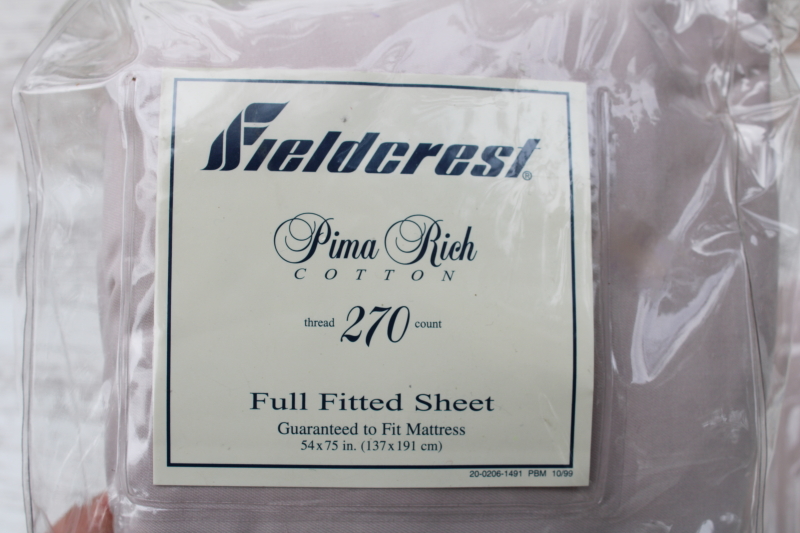 Fieldcrest®
Pima Rich
COTTON
thread 270 count
Full Fitted Sheet
Guaranteed to Fit Mattress
54x75 in. (137x191 cm)
20-0206-1491 PBM 10/99